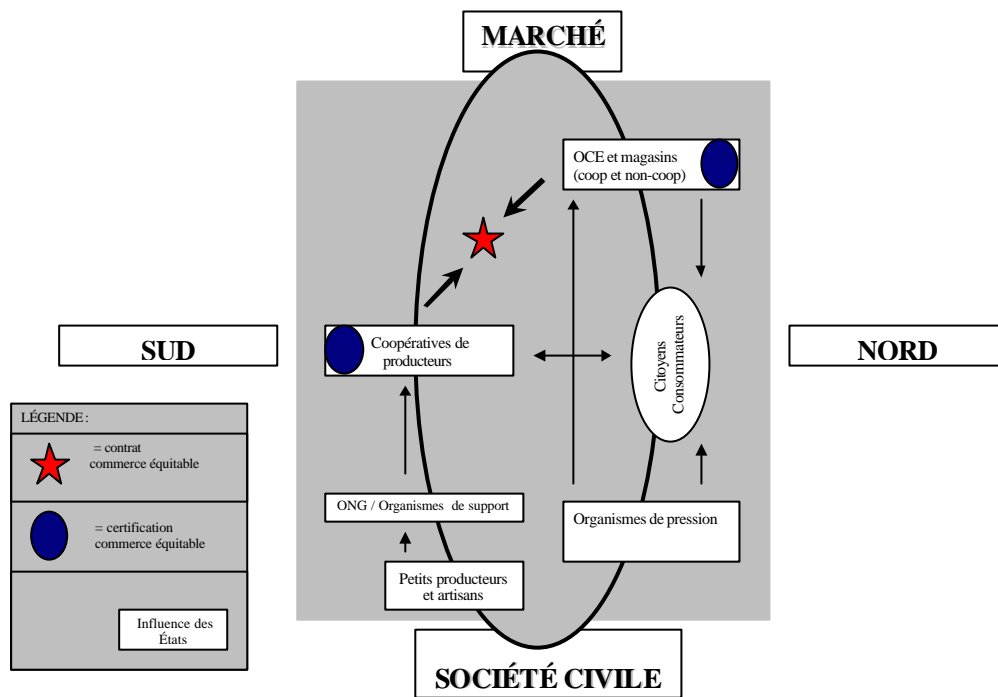 MARCHÉ
OCE et magasins
(coop et non-coop)
SUD
Coopératives de
producteurs
Citoyens
Consommateurs
NORD
LÉGENDE :
= contrat
commerce équitable
= certification
commerce équitable
Influence des
États
ONG / Organismes de support
Organismes de pression
Petits producteurs
et artisans
SOCIÉTÉ CIVILE